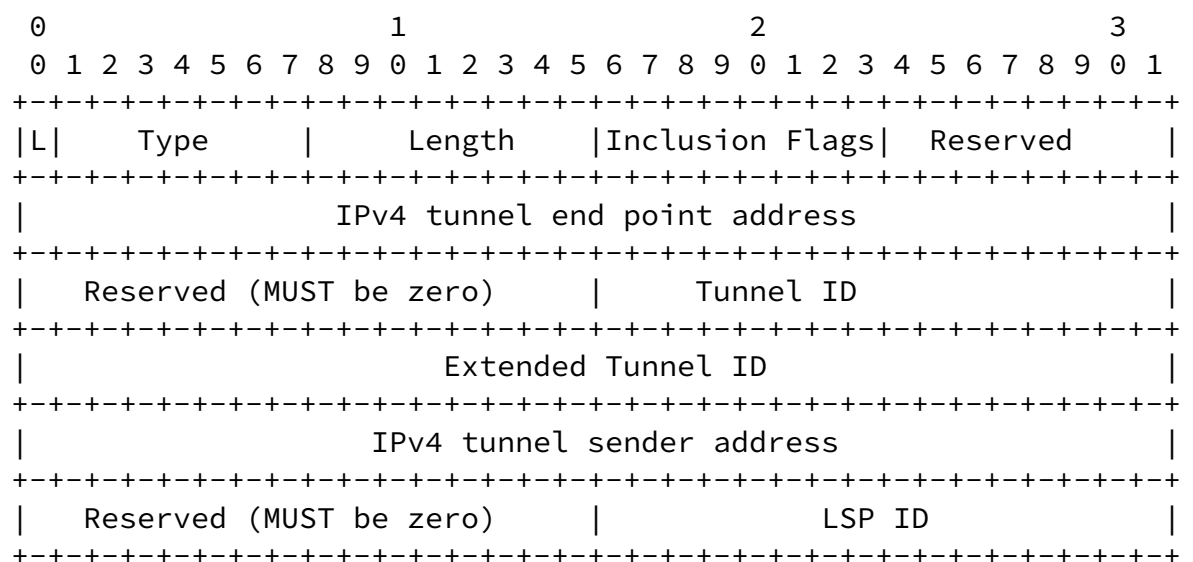 0                   1                   2                   3
 0 1 2 3 4 5 6 7 8 9 0 1 2 3 4 5 6 7 8 9 0 1 2 3 4 5 6 7 8 9 0 1
+-+-+-+-+-+-+-+-+-+-+-+-+-+-+-+-+-+-+-+-+-+-+-+-+-+-+-+-+-+-+-+-+
|L|    Type     |     Length    |Inclusion Flags|  Reserved     |
+-+-+-+-+-+-+-+-+-+-+-+-+-+-+-+-+-+-+-+-+-+-+-+-+-+-+-+-+-+-+-+-+
|                 IPv4 tunnel end point address                 |
+-+-+-+-+-+-+-+-+-+-+-+-+-+-+-+-+-+-+-+-+-+-+-+-+-+-+-+-+-+-+-+-+
|   Reserved (MUST be zero)     |     Tunnel ID                 |
+-+-+-+-+-+-+-+-+-+-+-+-+-+-+-+-+-+-+-+-+-+-+-+-+-+-+-+-+-+-+-+-+
|                       Extended Tunnel ID                      |
+-+-+-+-+-+-+-+-+-+-+-+-+-+-+-+-+-+-+-+-+-+-+-+-+-+-+-+-+-+-+-+-+
|                   IPv4 tunnel sender address                  |
+-+-+-+-+-+-+-+-+-+-+-+-+-+-+-+-+-+-+-+-+-+-+-+-+-+-+-+-+-+-+-+-+
|   Reserved (MUST be zero)     |            LSP ID             |
+-+-+-+-+-+-+-+-+-+-+-+-+-+-+-+-+-+-+-+-+-+-+-+-+-+-+-+-+-+-+-+-+